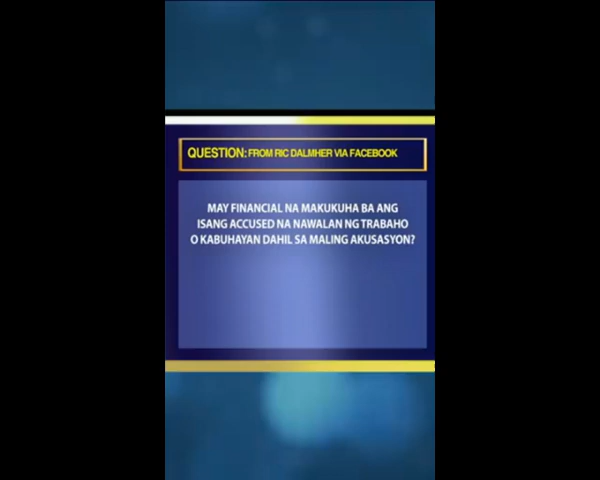 QUESTION: FROM RIC DALMHER VIA FACEBOOK
MAY FINANCIAL NA MAKUKUHA BA ANG
ISANG ACCUSED NA NAWALAN NG TRABAHO
O KABUHAYAN DAHIL SA MALING AKUSASYON?